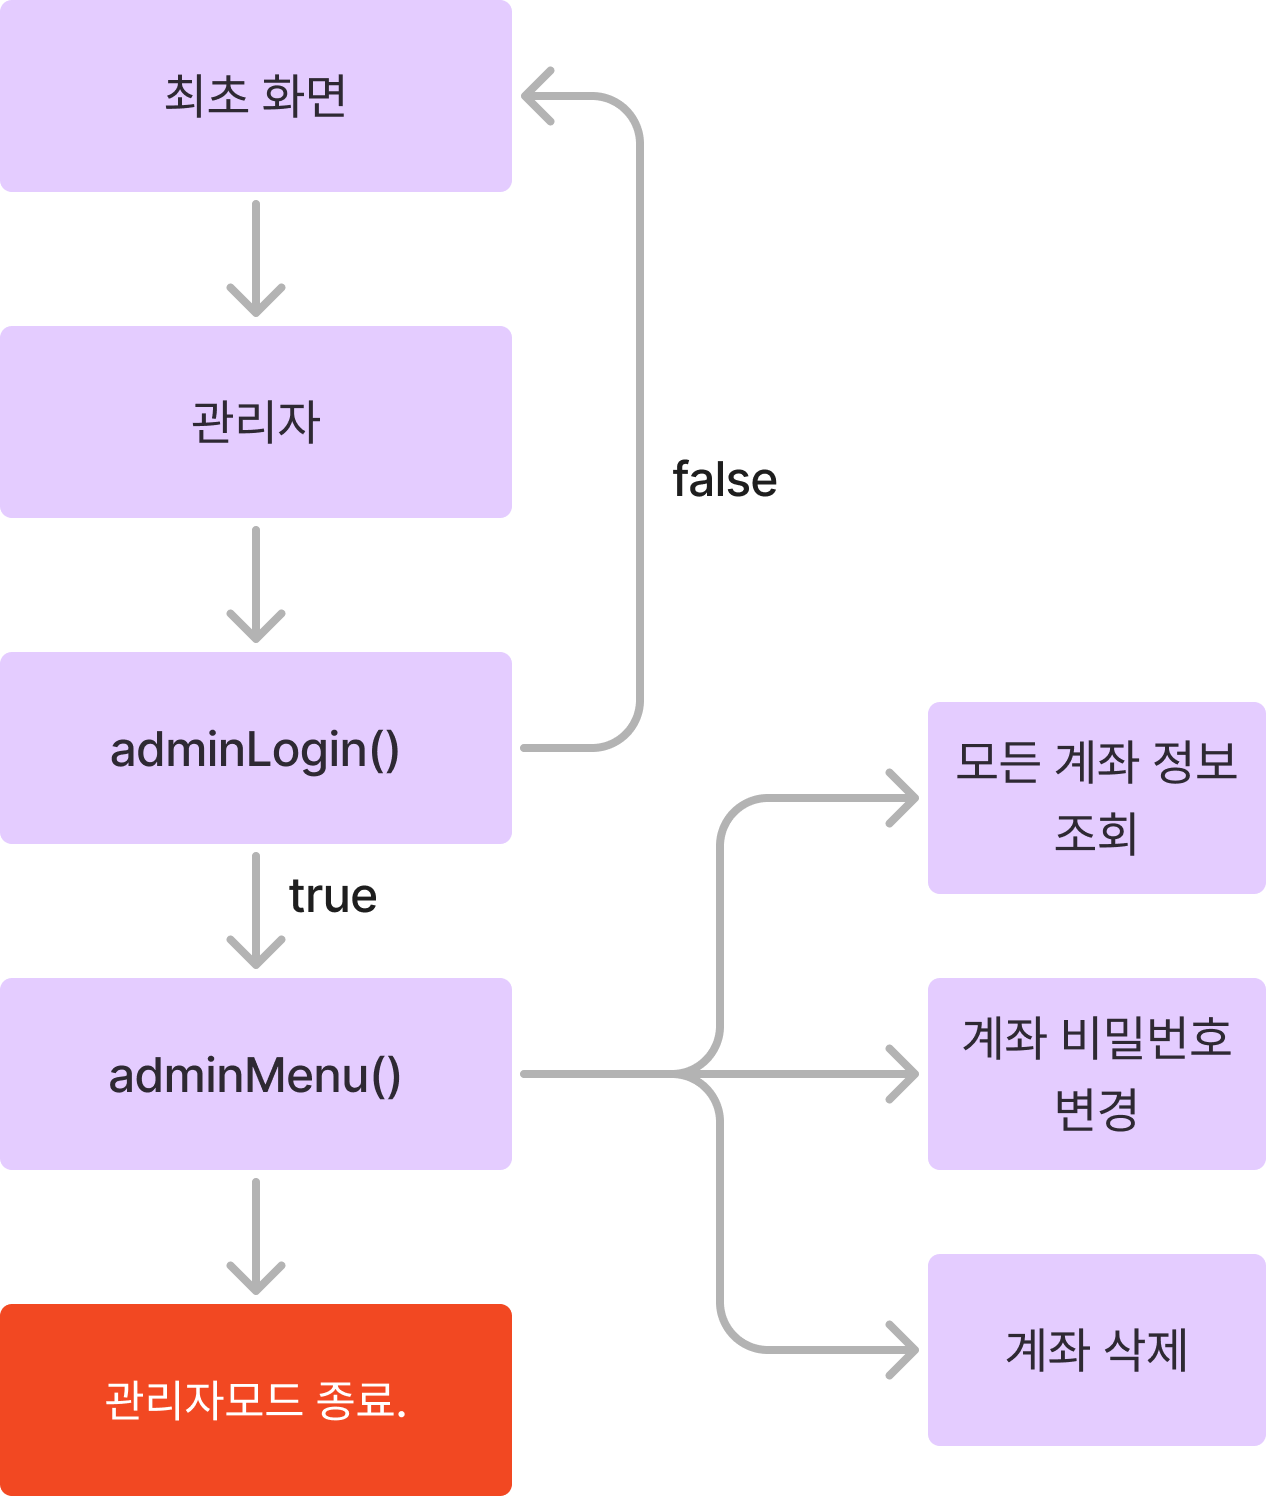 최초 화면
관리자
false
adminLogin()
true
모든 계좌 정보
조회
adminMenu()
계좌 비밀번호
변경
계좌 삭제
관리자모드 종료.